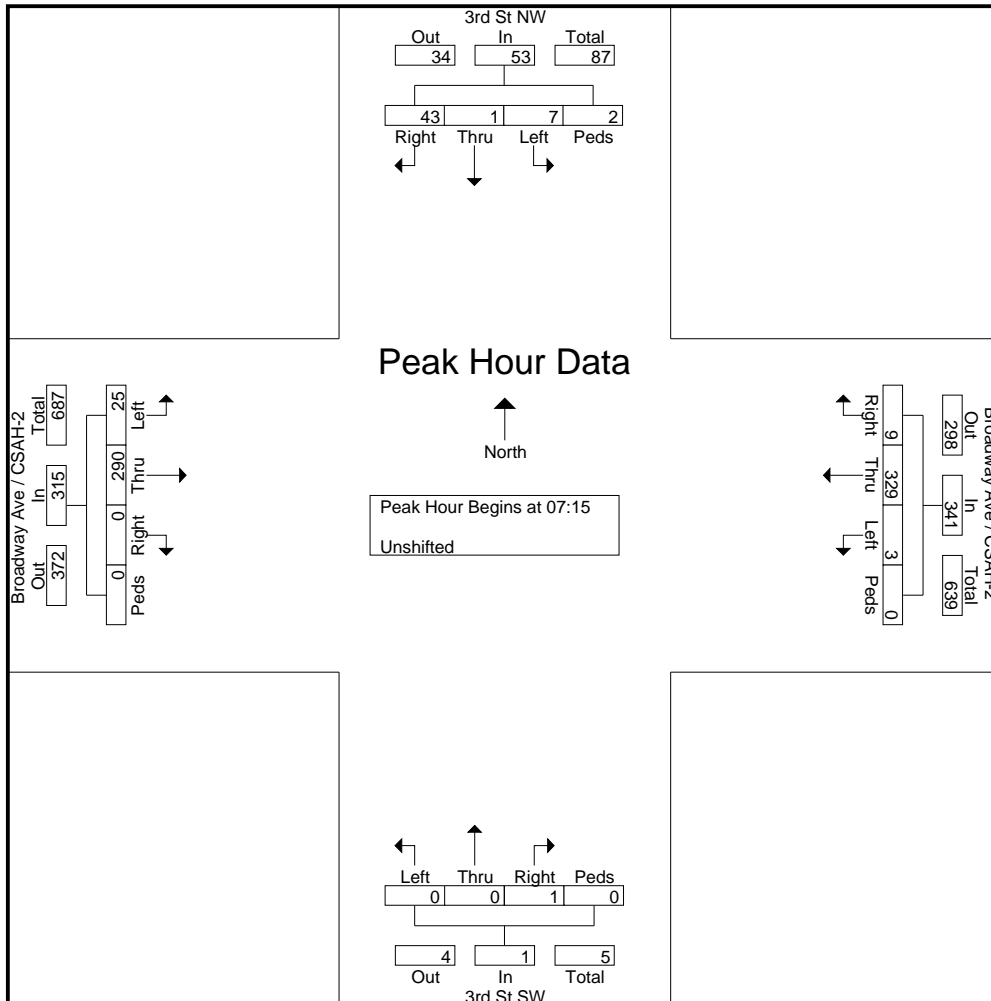 3rd St NW
Out In Total
34 53 87
43 1 7 2
Right Thru Left Peds
Peak Hour Data
North
Peak Hour Begins at 07:15
Unshifted
Broadway Ave / CSAH-2
Total In Out
687 315 372
25 290 0 0
Left Thru Right Peds
Right Thru Left Peds
9 329 3 0
298 341 639
Out In Total
Broadway Ave / CSAH-2
Left Thru Right Peds
0 0 1 0
4 1 5
Out In Total
3rd St SW